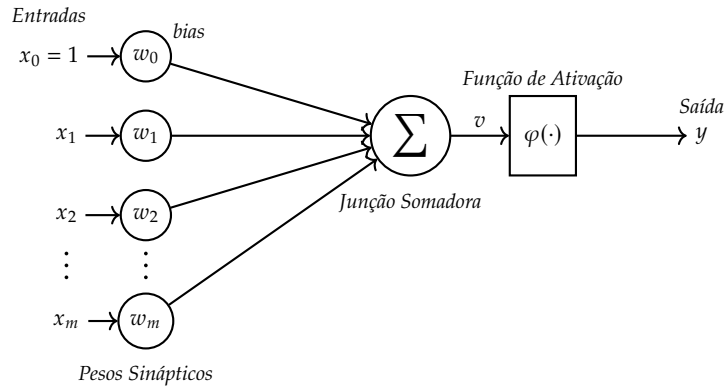 Entradas
x₀ = 1
w₀
bias
x₁
w₁
x₂
w₂
⋮
⋮
xₘ
wₘ
Pesos Sinápticos
∑
Junção Somadora
v
Função de Ativação
φ(·)
Saída
y